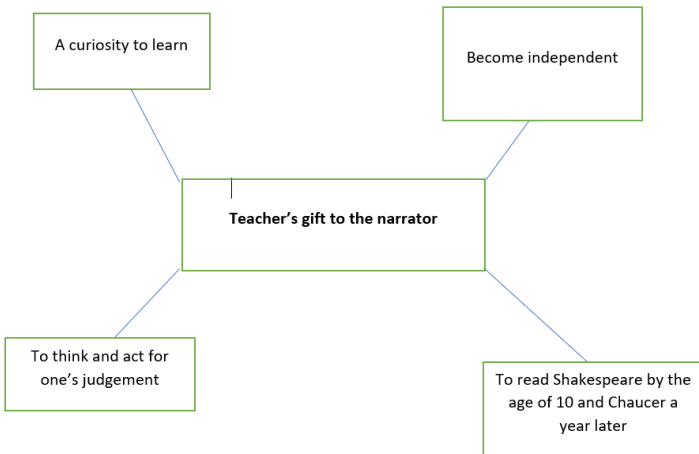 A curiosity to learn
Become independent
Teacher's gift to the narrator
To think and act for
one's judgement
To read Shakespeare by the
age of 10 and Chaucer a
year later